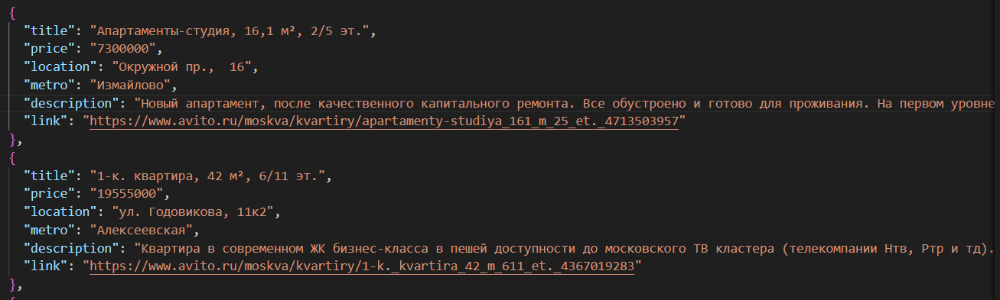 {
"title": "Апартаменты-студия, 16,1 м², 2/5 эт.",
"price": "7300000",
"location": "Окружной пр.,  16",
"metro": "Измайлово",
"description": "Новый апартамент, после качественного капитального ремонта. Все обустроено и готово для проживания. На первом уровне
"link": "https://www.avito.ru/moskva/kvartiry/apartamenty-studiya_161_m_25_et._4713503957"
},
{
"title": "1-к. квартира, 42 м², 6/11 эт.",
"price": "19555000",
"location": "ул. Годовикова, 11к2",
"metro": "Алексеевская",
"description": "Квартира в современном ЖК бизнес-класса в пешей доступности до московского ТВ кластера (телекомпании Нтв, Ртр и тд).
"link": "https://www.avito.ru/moskva/kvartiry/1-k._kvartira_42_m_611_et._4367019283"
},
{